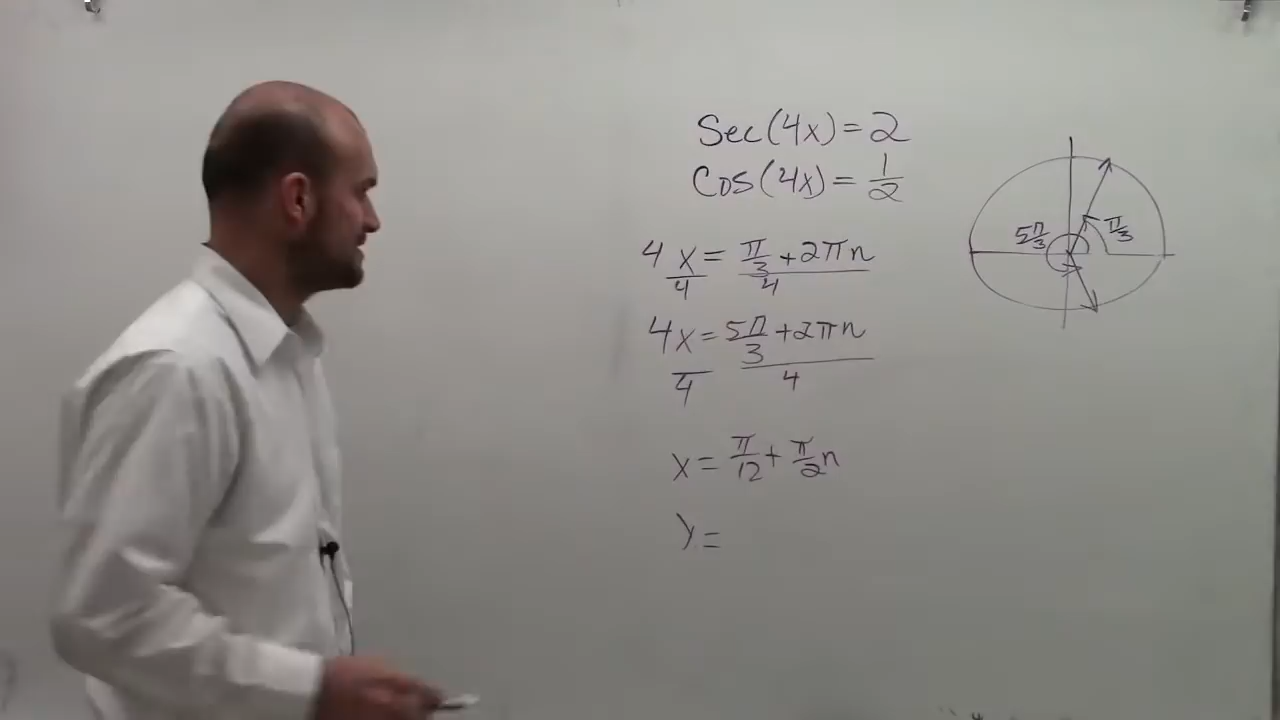 Sec(4x)=2
Cos(4x)=1/2
4x/4 = (π/3+2πn)/4
4x/4 = (5π/3+2πn)/4
x=π/12+π/2n
y=
5π/3
π/3